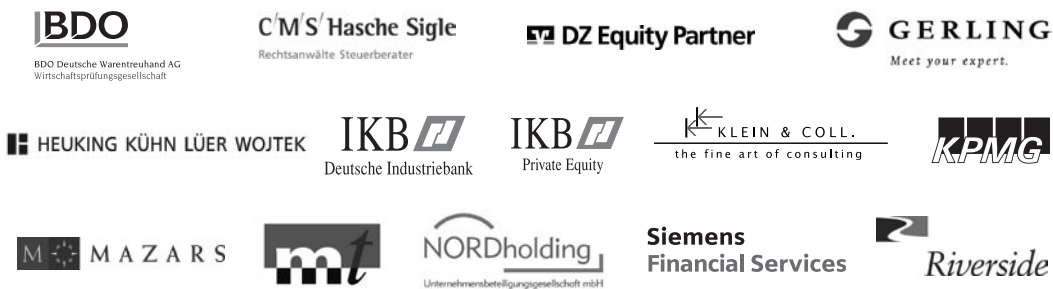 BDO
BDO Deutsche Warentreuhand AG
Wirtschaftsprüfungsgesellschaft
C'M'S' Hasche Sigle
Rechtsanwälte Steuerberater
DZ Equity Partner
GERLING
Meet your expert.
HEUKING KÜHN LÜER WOJTEK
IKB
Deutsche Industriebank
IKB
Private Equity
KK
KLEIN & COLL.
the fine art of consulting
KPMG
M MAZARS
mt
NORDholding
Unternehmensbeteiligungsgesellschaft mbH
Siemens
Financial Services
Riverside